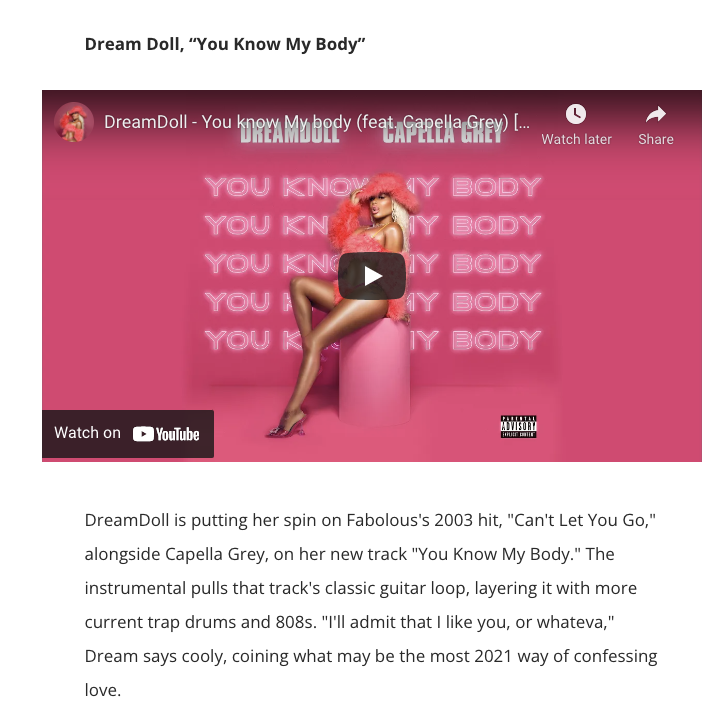 Dream Doll, “You Know My Body”
DreamDoll - You know My body (feat. Capella Grey) [...
Watch later
Share
DREAMDOLL CAPELLA GREY
YOU KNOW MY BODY
YOU KN MY BODY
YOU KN MY BODY
YOU K MY BODY
YOU K MY BODY
Watch on YouTube
PARENTAL
ADVISORY
EXPLICIT CONTENT
DreamDoll is putting her spin on Fabolous's 2003 hit, "Can't Let You Go,"
alongside Capella Grey, on her new track "You Know My Body." The
instrumental pulls that track's classic guitar loop, layering it with more
current trap drums and 808s. "I'll admit that I like you, or whateva,"
Dream says cooly, coining what may be the most 2021 way of confessing
love.